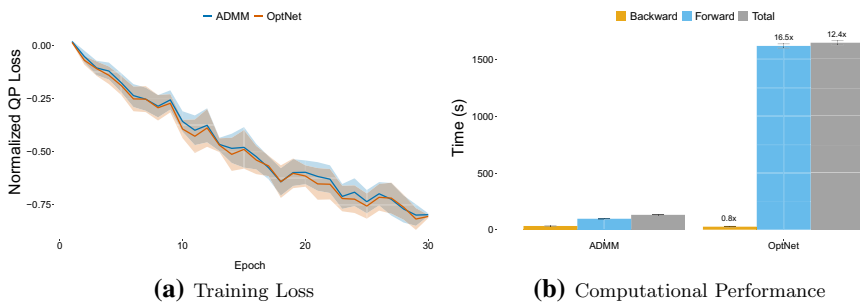 ADMM OptNet
Normalized QP Loss
0.00
-0.25
-0.50
-0.75
0 10 20 30
Epoch
(a) Training Loss
Backward Forward Total
Time (s)
1500
1000
500
0
0.8x 16.5x 12.4x
ADMM OptNet
(b) Computational Performance